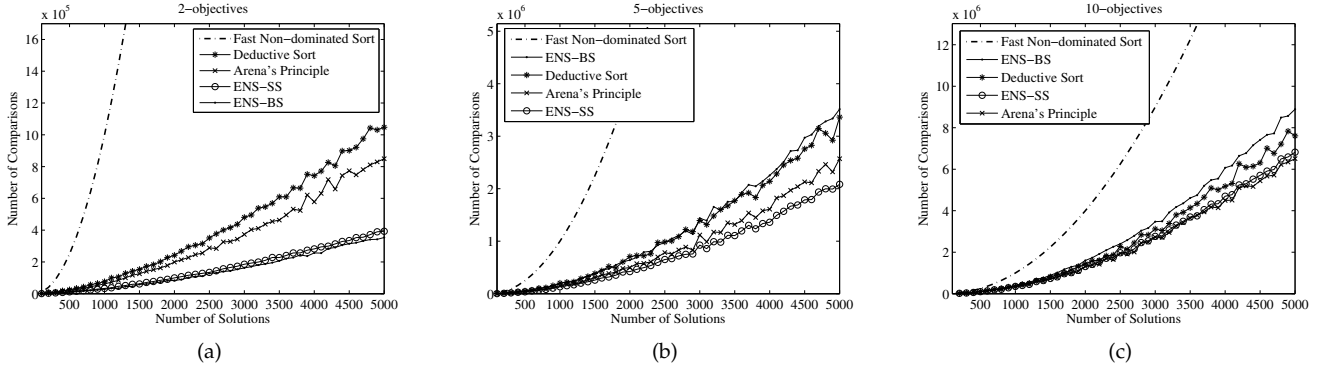 2−objectives
x 10^5
16
14
12
10
8
6
4
2
0
500 1000 1500 2000 2500 3000 3500 4000 4500 5000
Number of Solutions
Number of Comparisons
Fast Non−dominated Sort
Deductive Sort
Arena's Principle
ENS−SS
ENS−BS
(a)
5−objectives
x 10^6
5
4
3
2
1
0
500 1000 1500 2000 2500 3000 3500 4000 4500 5000
Number of Solutions
Number of Comparisons
Fast Non−dominated Sort
ENS−BS
Deductive Sort
Arena's Principle
ENS−SS
(b)
10−objectives
x 10^6
12
10
8
6
4
2
0
500 1000 1500 2000 2500 3000 3500 4000 4500 5000
Number of Solutions
Number of Comparisons
Fast Non−dominated Sort
ENS−BS
Deductive Sort
ENS−SS
Arena's Principle
(c)